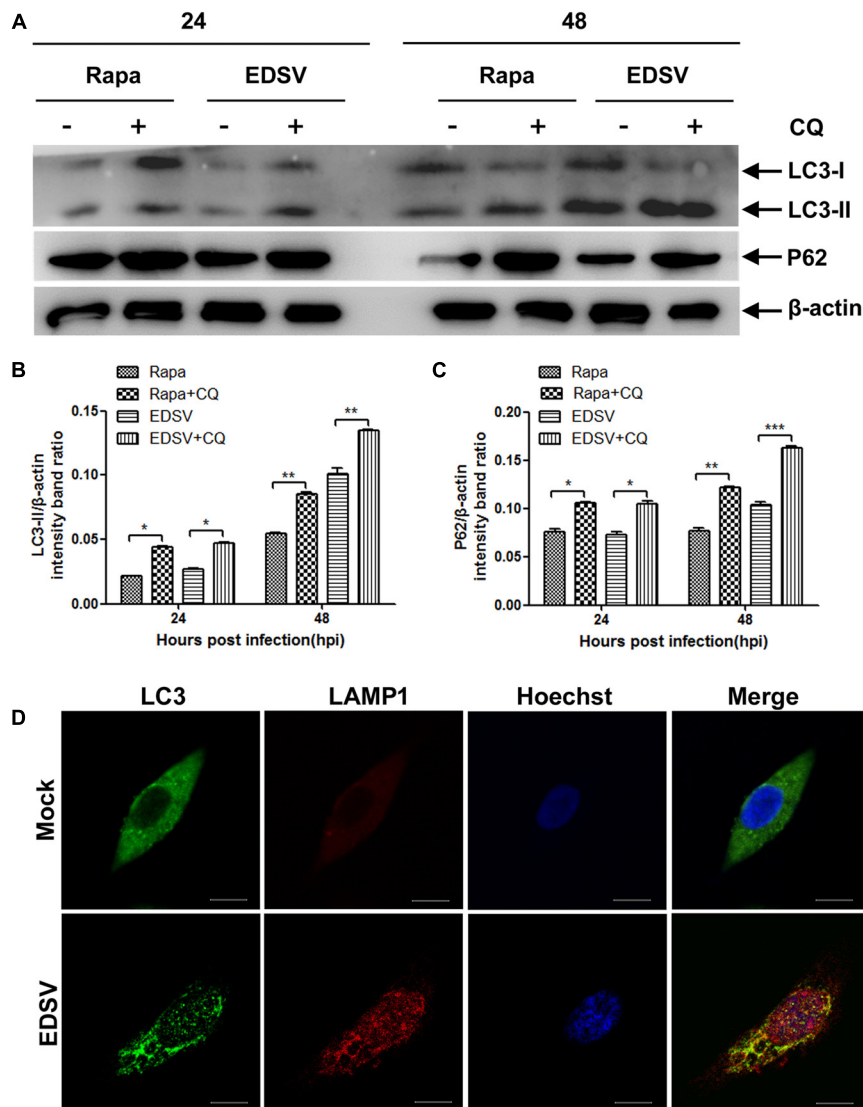 A
24 48
Rapa EDSV Rapa EDSV
- + - + - + - + CQ
LC3-I
LC3-II
P62
β-actin
B
Rapa
Rapa+CQ
EDSV
EDSV+CQ
LC3-II/β-actin
intensity band ratio
0.15
0.10
0.05
0.00
* * ** **
24 48
Hours post infection(hpi)
C
Rapa
Rapa+CQ
EDSV
EDSV+CQ
P62/β-actin
intensity band ratio
0.20
0.15
0.10
0.05
0.00
* * ** ***
24 48
Hours post infection(hpi)
D
LC3 LAMP1 Hoechst Merge
Mock
EDSV